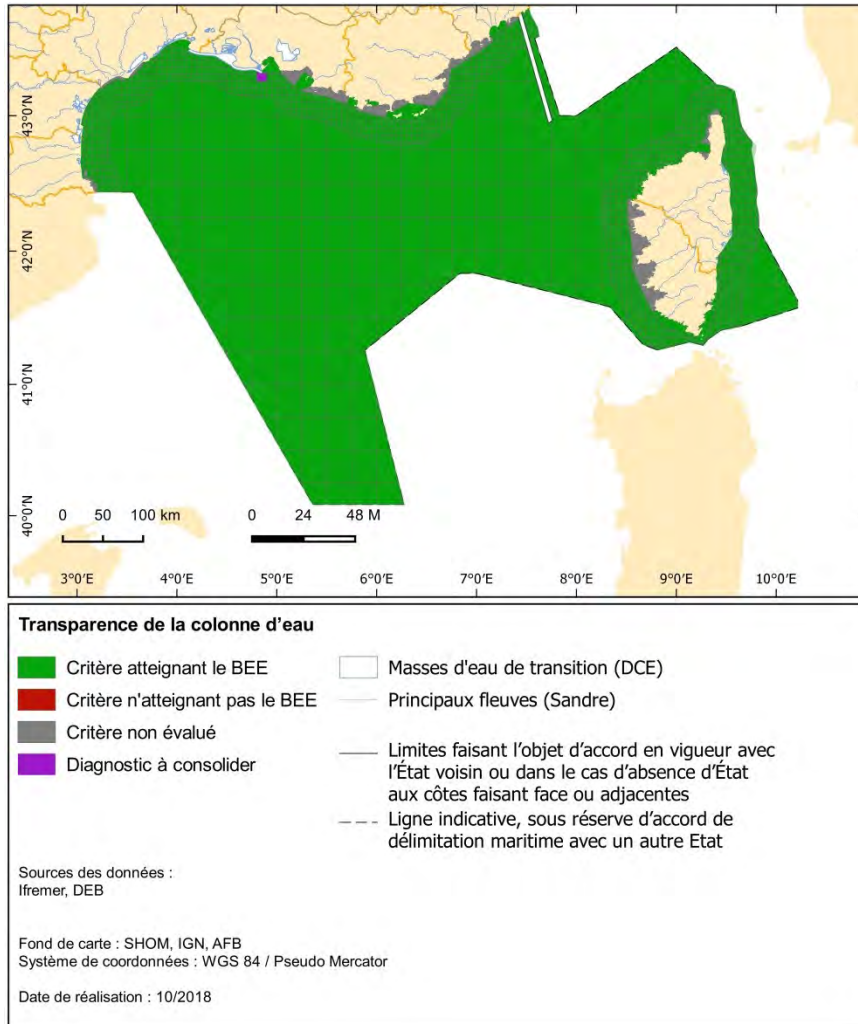 43°0'N
42°0'N
41°0'N
40°0'N
0 50 100 km
0 24 48 M
3°0'E 4°0'E 5°0'E 6°0'E 7°0'E 8°0'E 9°0'E 10°0'E
Transparence de la colonne d'eau
Critère atteignant le BEE
Critère n'atteignant pas le BEE
Critère non évalué
Diagnostic à consolider
Masses d'eau de transition (DCE)
Principaux fleuves (Sandre)
Limites faisant l'objet d'accord en vigueur avec
l'État voisin ou dans le cas d'absence d'État
aux côtes faisant face ou adjacentes
Ligne indicative, sous réserve d'accord de
délimitation maritime avec un autre Etat
Sources des données :
Ifremer, DEB
Fond de carte : SHOM, IGN, AFB
Système de coordonnées : WGS 84 / Pseudo Mercator
Date de réalisation : 10/2018